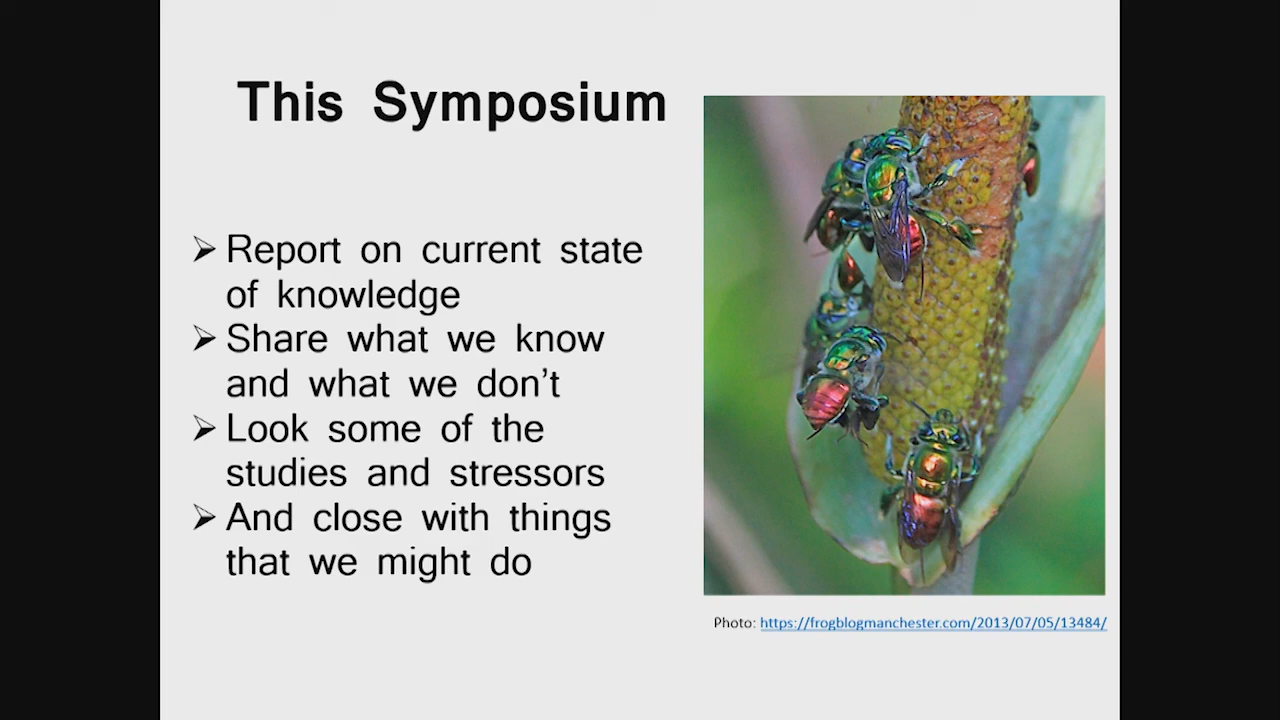 This Symposium
➢ Report on current state
of knowledge
➢ Share what we know
and what we don’t
➢ Look some of the
studies and stressors
➢ And close with things
that we might do
Photo: https://frogblogmanchester.com/2013/07/05/13484/